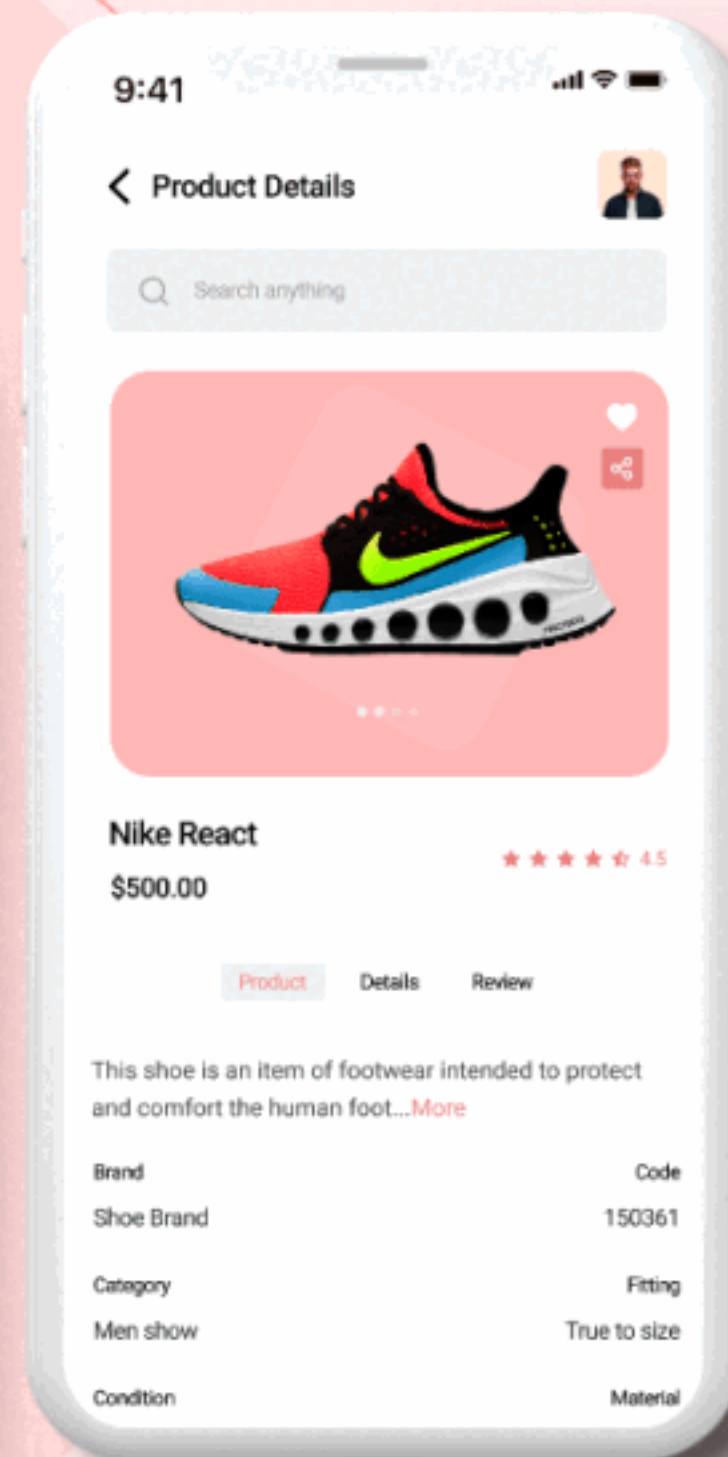 9:41
Product Details
Search anything
Nike React
$500.00
4.5
Product Details Review
This shoe is an item of footwear intended to protect
and comfort the human foot...More
Brand Code
Shoe Brand 150361
Category Fitting
Men show True to size
Condition Material